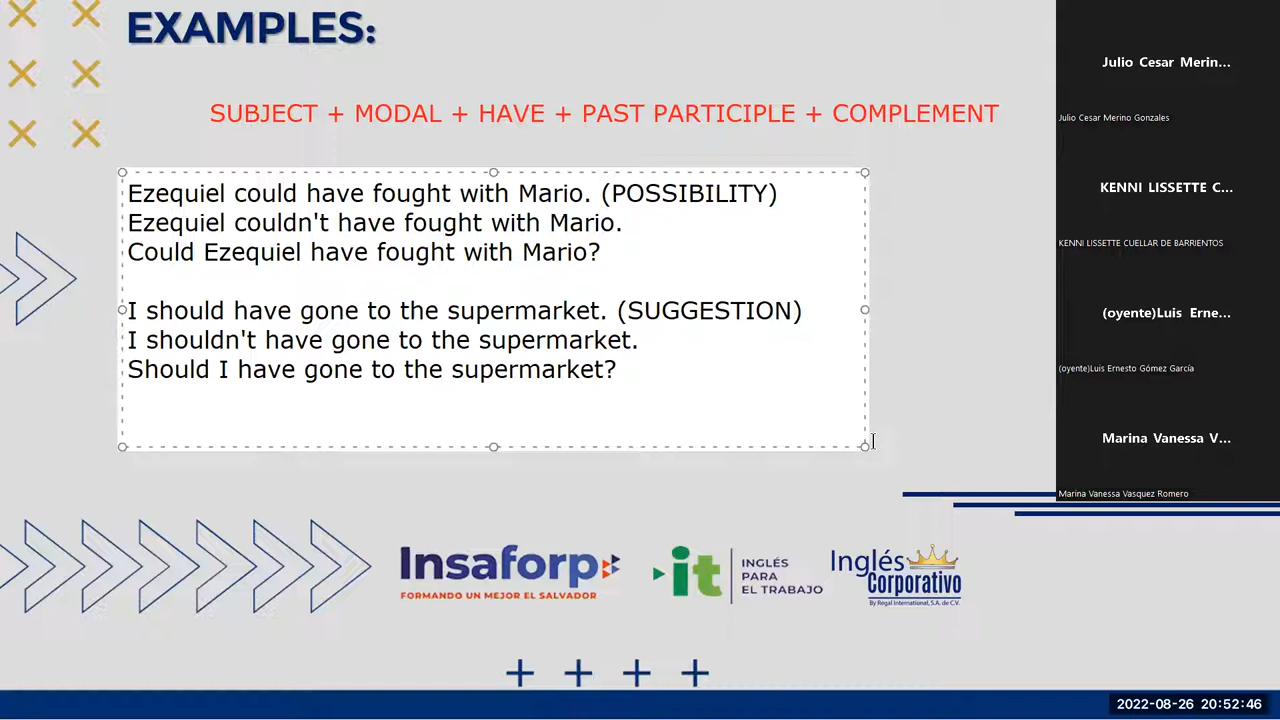 EXAMPLES:
SUBJECT + MODAL + HAVE + PAST PARTICIPLE + COMPLEMENT
Ezequiel could have fought with Mario. (POSSIBILITY)
Ezequiel couldn't have fought with Mario.
Could Ezequiel have fought with Mario?
I should have gone to the supermarket. (SUGGESTION)
I shouldn't have gone to the supermarket.
Should I have gone to the supermarket?
Julio Cesar Merin...
Julio Cesar Merino Gonzales
KENNI LISSETTE C...
KENNI LISSETTE CUELLAR DE BARRIENTOS
(oyente)Luis Erne...
(oyente)Luis Ernesto Gómez García
Marina Vanessa V...
Marina Vanessa Vasquez Romero
Insaforp
FORMANDO UN MEJOR EL SALVADOR
it
INGLÉS
PARA
EL TRABAJO
Inglés
Corporativo
By Regal International, S.A. de C.V.
2022-08-26 20:52:46